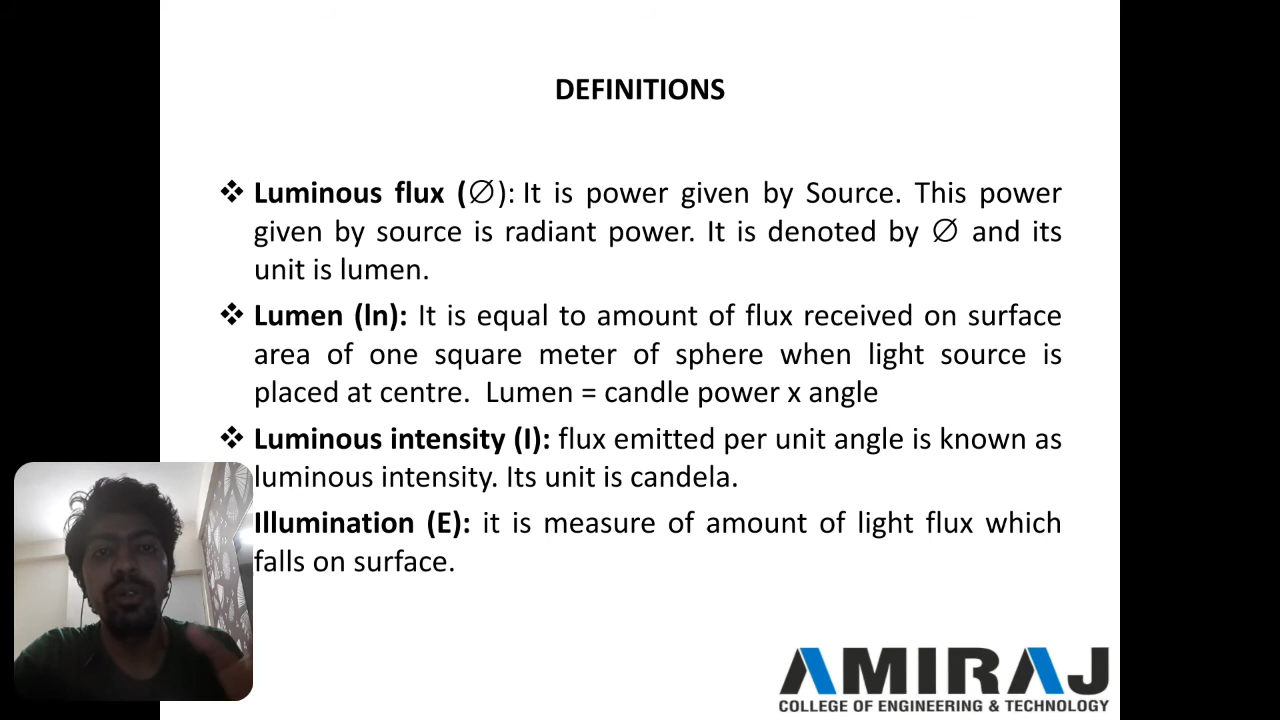 DEFINITIONS
❖ Luminous flux (∅): It is power given by Source. This power
given by source is radiant power. It is denoted by ∅ and its
unit is lumen.
❖ Lumen (ln): It is equal to amount of flux received on surface
area of one square meter of sphere when light source is
placed at centre. Lumen = candle power x angle
❖ Luminous intensity (I): flux emitted per unit angle is known as
luminous intensity. Its unit is candela.
Illumination (E): it is measure of amount of light flux which
falls on surface.
AMIRAJ
COLLEGE OF ENGINEERING & TECHNOLOGY